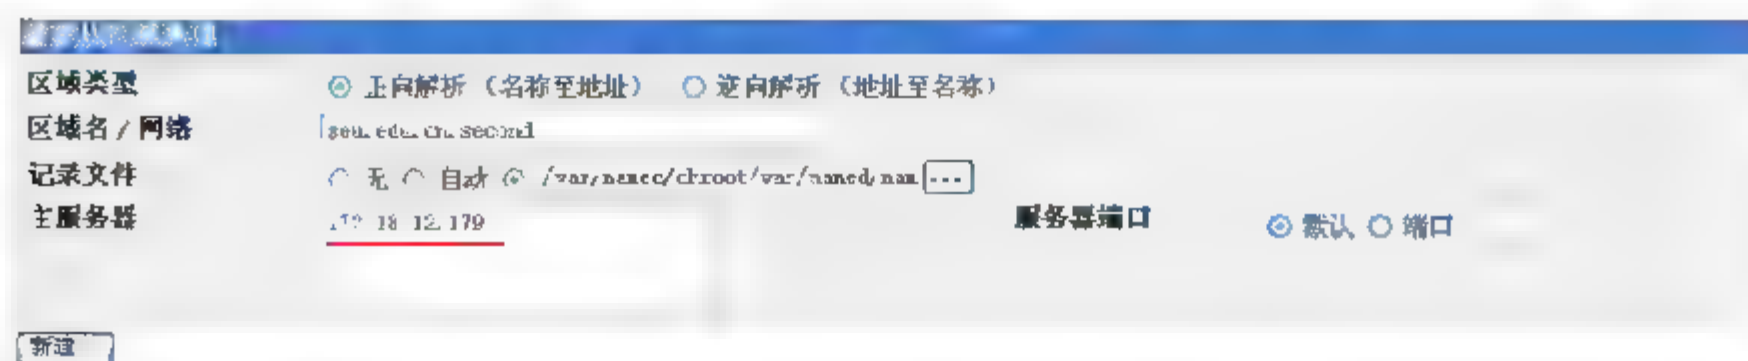 区域类型 正向解析（名称至地址） 逆向解析（地址至名称）
区域名 / 网络 seu.edu.cn.second
记录文件 无 自动 /var/named/chroot/var/named/nam ...
主服务器 18.12.179 服务器端口 默认 端口
新建